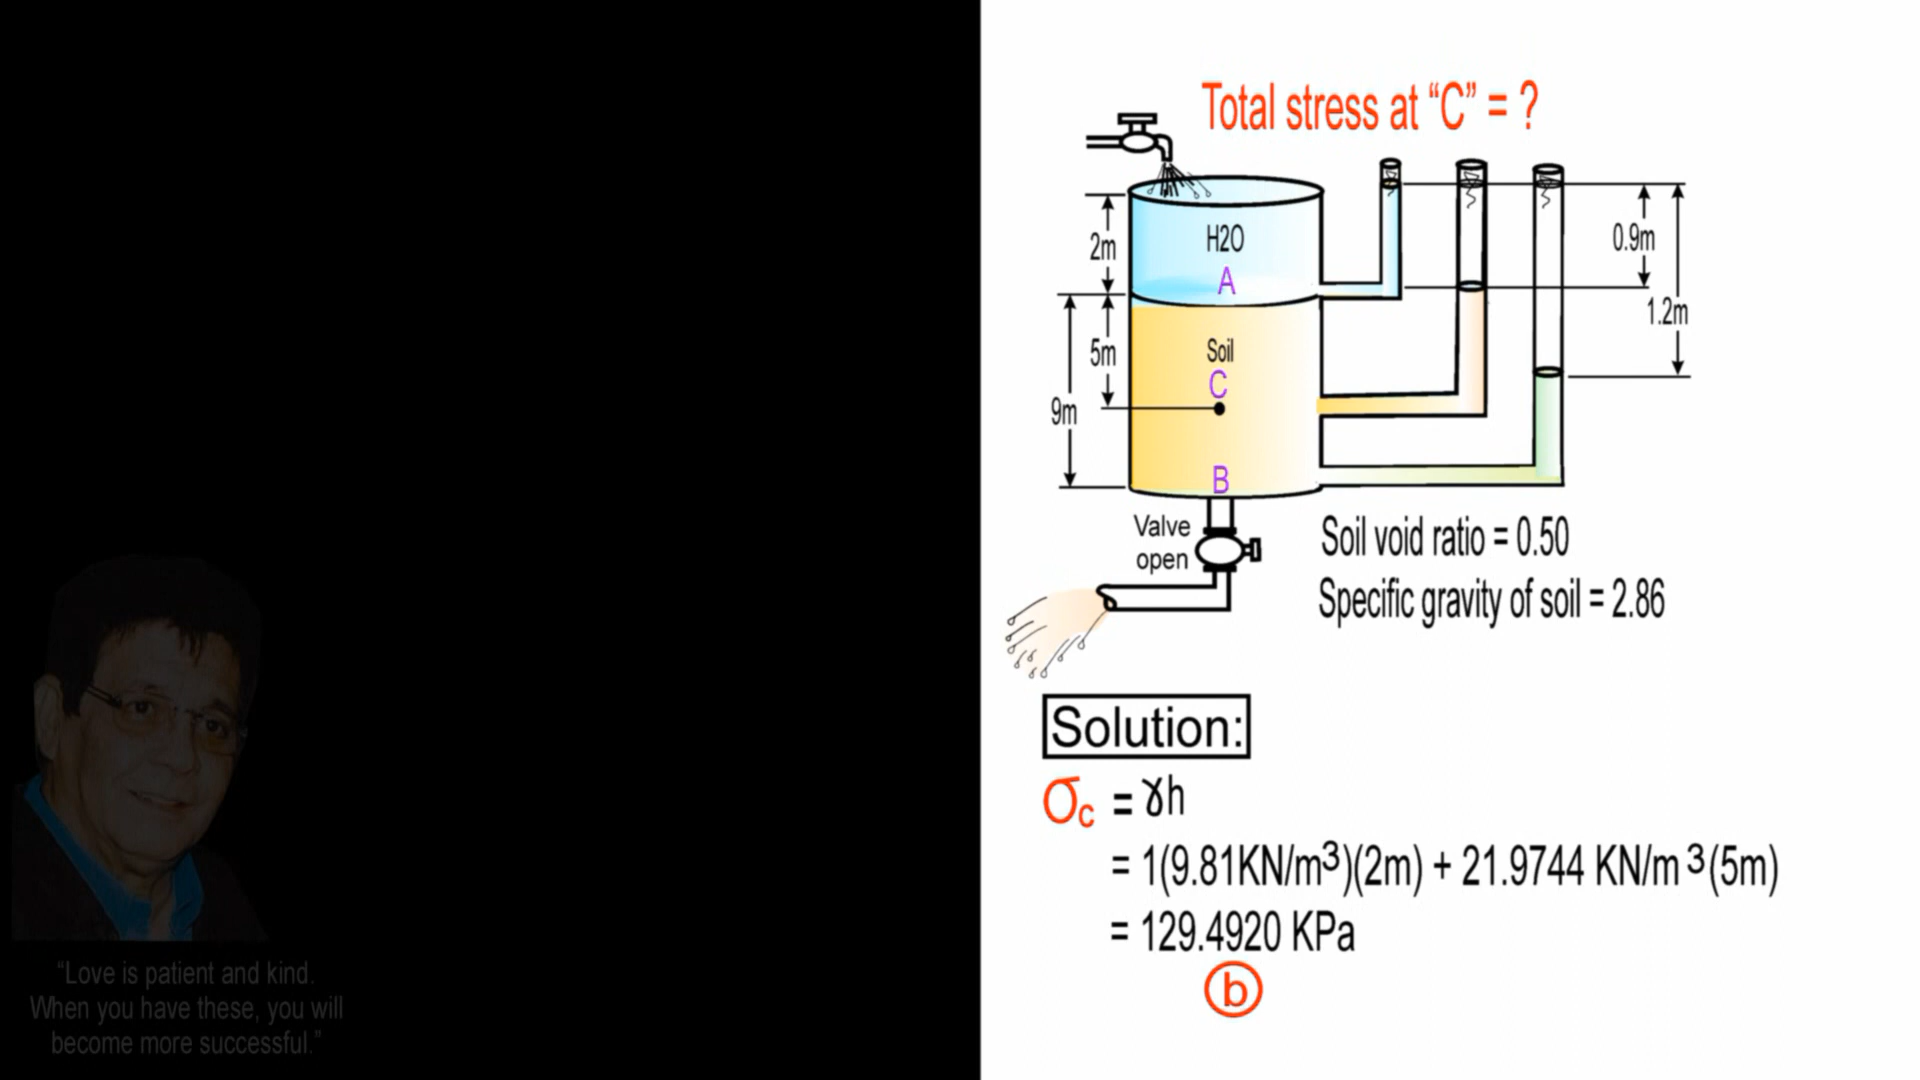 Total stress at “C” = ?
H2O
2m
A
0.9m
1.2m
5m
Soil
C
9m
B
Valve
open
Soil void ratio = 0.50
Specific gravity of soil = 2.86
Solution:
σc = ɣh
= 1(9.81KN/m³)(2m) + 21.9744 KN/m ³(5m)
= 129.4920 KPa
b
“Love is patient and kind.
When you have these, you will
become more successful.”